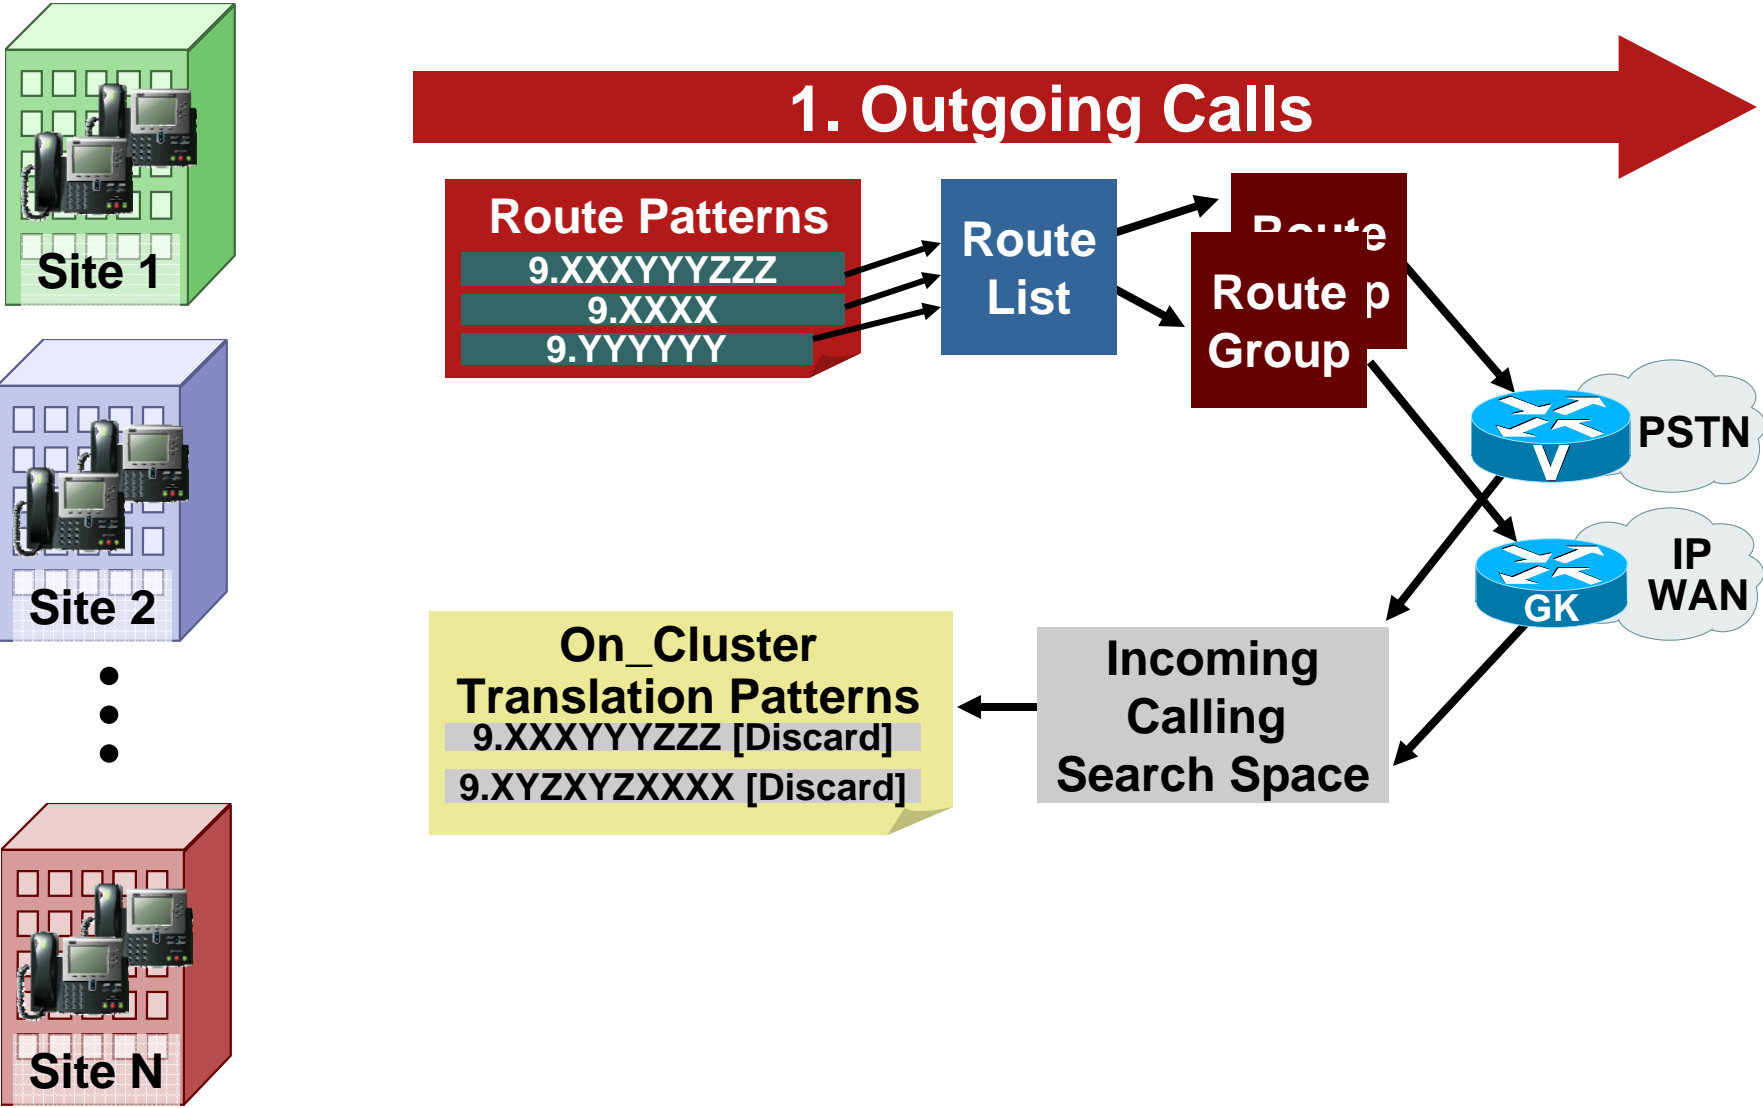 1. Outgoing Calls
Site 1
Route Patterns
9.XXXYYYZZZ
9.XXXX
9.YYYYYY
Route
List
Route
p
Route
Group
PSTN
V
IP
WAN
GK
Site 2
On_Cluster
Translation Patterns
9.XXXYYYZZZ [Discard]
9.XYZXYZXXXX [Discard]
Incoming
Calling
Search Space
Site N